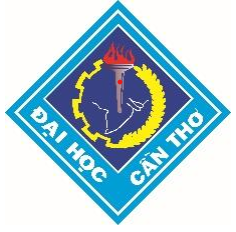 ĐẠI HỌC
CẦN THƠ